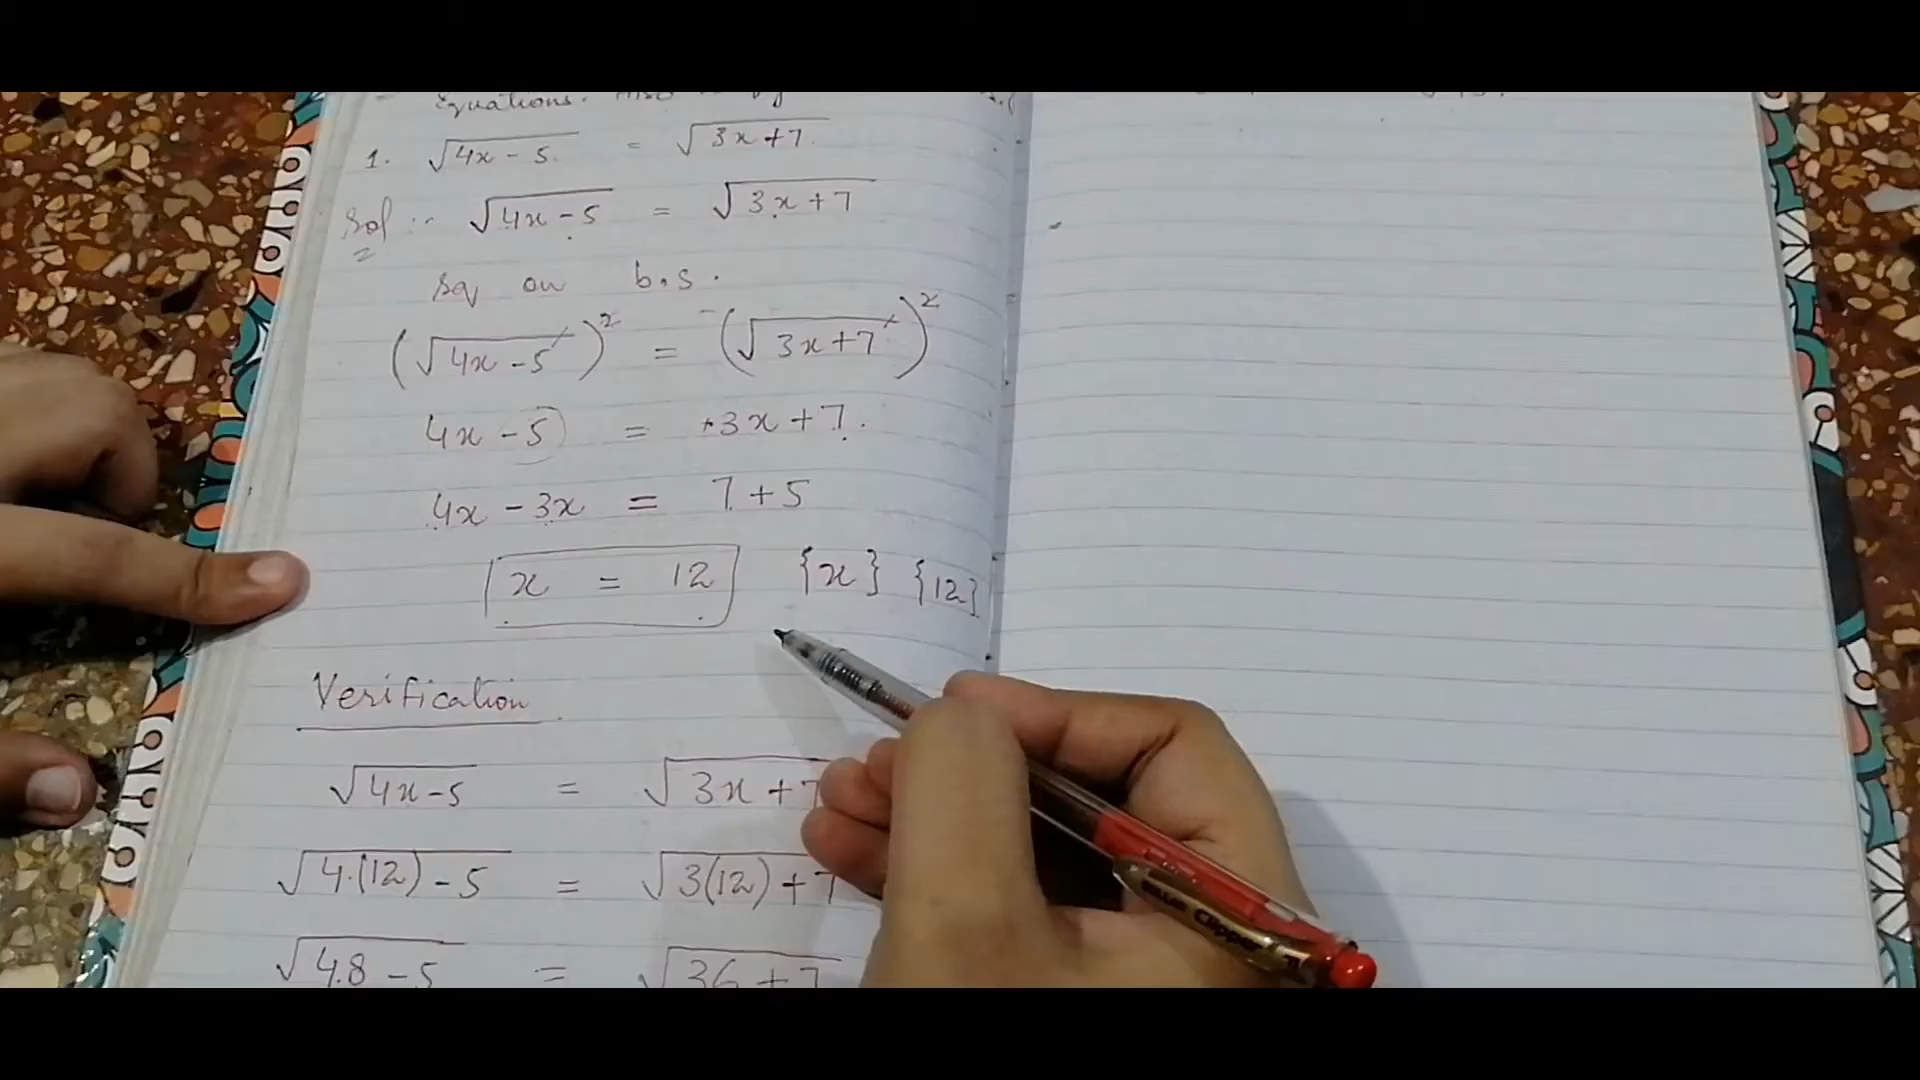 Equations.
1. √4x - 5 = √3x + 7.
Sol :- √4x - 5 = √3x + 7
Sq on b.s.
(√4x - 5)² = (√3x + 7)²
4x - 5 = +3x + 7.
4x - 3x = 7 + 5
x = 12 {x} {12}
Verification
√4x - 5 = √3x + 7
√4.(12) - 5 = √3(12) + 7
√48 - 5 = √36 + 7
Clipper